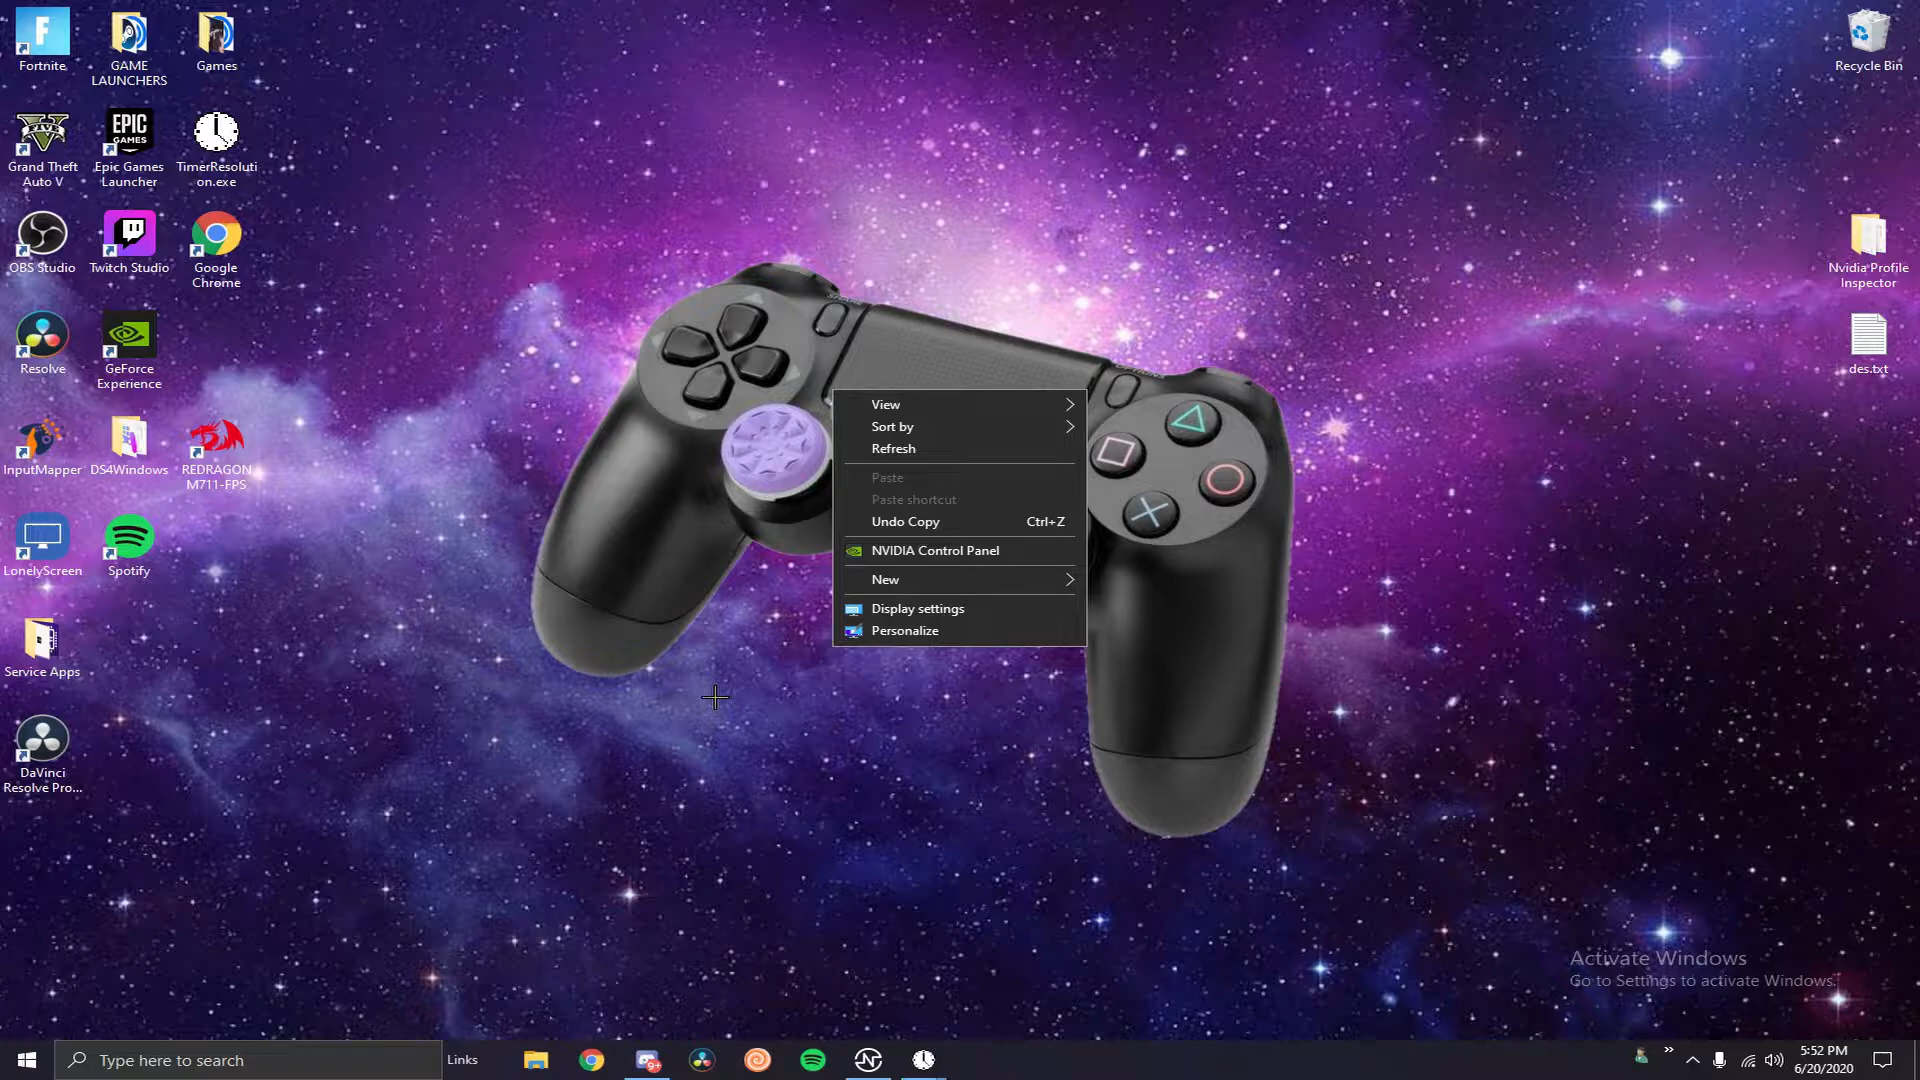 Fortnite
GAME
LAUNCHERS
Games
Recycle Bin
V
FIVE
EPIC
GAMES
Grand Theft
Auto V
Epic Games
Launcher
TimerResoluti
on.exe
OBS Studio
Twitch Studio
Google
Chrome
Nvidia Profile
Inspector
Resolve
GeForce
Experience
des.txt
InputMapper
DS4Windows
REDRAGON
M711-FPS
LonelyScreen
Spotify
Service Apps
DaVinci
Resolve Pro...
View
Sort by
Refresh
Paste
Paste shortcut
Undo Copy Ctrl+Z
NVIDIA Control Panel
New
Display settings
Personalize
Activate Windows
Go to Settings to activate Windows.
Type here to search
Links
9+
5:52 PM
6/20/2020